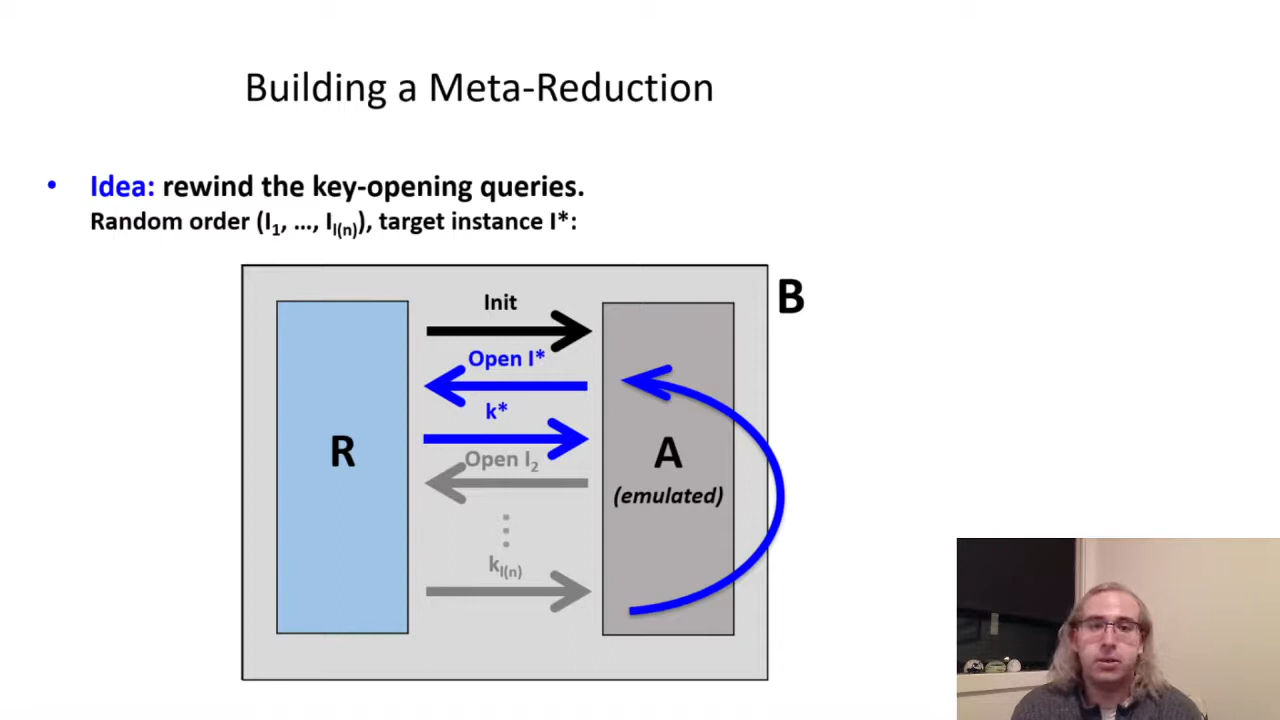 Building a Meta-Reduction
• Idea: rewind the key-opening queries.
Random order (I1, …, Il(n)), target instance I*:
Init
B
Open I*
k*
R
A
Open I2
(emulated)
⋮
kl(n)